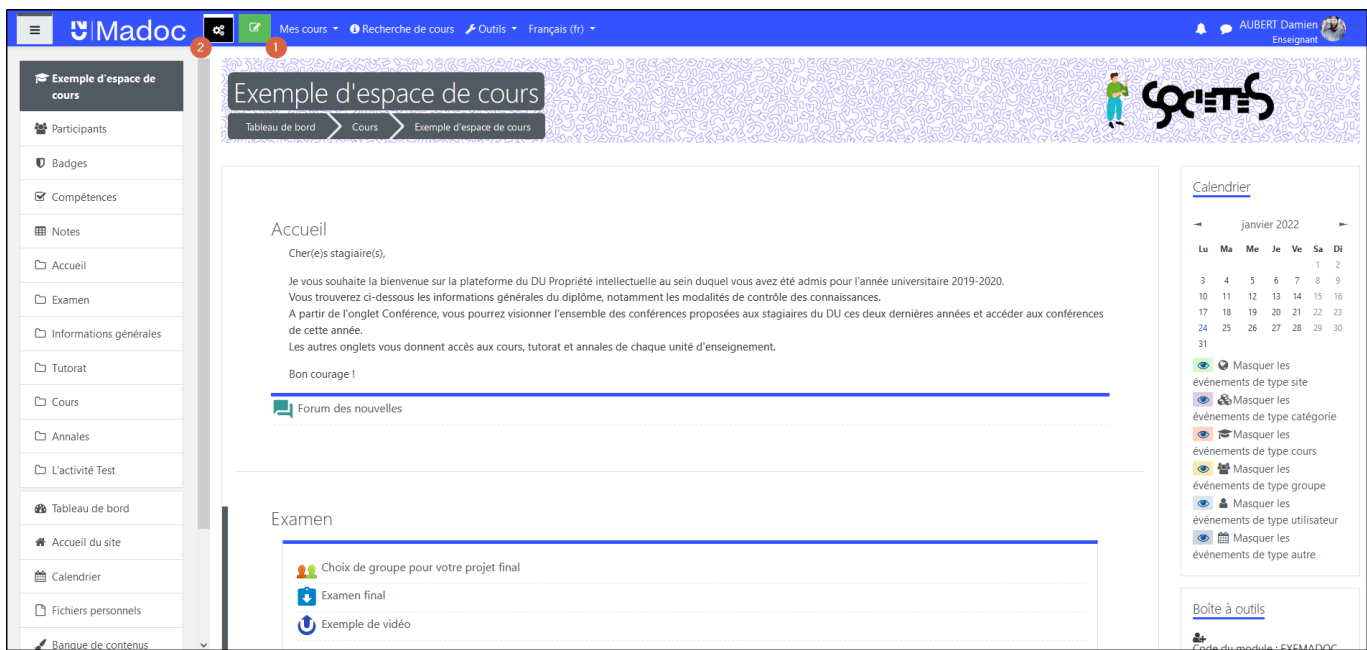 Madoc
2
1
Mes cours
Recherche de cours
Outils
Français (fr)
AUBERT Damien
Enseignant
Exemple d'espace de
cours
Participants
Badges
Compétences
Notes
Accueil
Examen
Informations générales
Tutorat
Cours
Annales
L'activité Test
Tableau de bord
Accueil du site
Calendrier
Fichiers personnels
Banque de contenus
Exemple d'espace de cours
Tableau de bord
Cours
Exemple d'espace de cours
SOCIETES
Accueil
Cher(e)s stagiaire(s),
Je vous souhaite la bienvenue sur la plateforme du DU Propriété intellectuelle au sein duquel vous avez été admis pour l'année universitaire 2019-2020.
Vous trouverez ci-dessous les informations générales du diplôme, notamment les modalités de contrôle des connaissances.
A partir de l'onglet Conférence, vous pourrez visionner l'ensemble des conférences proposées aux stagiaires du DU ces deux dernières années et accéder aux conférences
de cette année.
Les autres onglets vous donnent accès aux cours, tutorat et annales de chaque unité d'enseignement.
Bon courage !
Forum des nouvelles
Examen
Choix de groupe pour votre projet final
Examen final
Exemple de vidéo
Calendrier
janvier 2022
Lu Ma Me Je Ve Sa Di
1 2
3 4 5 6 7 8 9
10 11 12 13 14 15 16
17 18 19 20 21 22 23
24 25 26 27 28 29 30
31
Masquer les
événements de type site
Masquer les
événements de type catégorie
Masquer les
événements de type cours
Masquer les
événements de type groupe
Masquer les
événements de type utilisateur
Masquer les
événements de type autre
Boîte à outils
Code du module : EXEMADOC